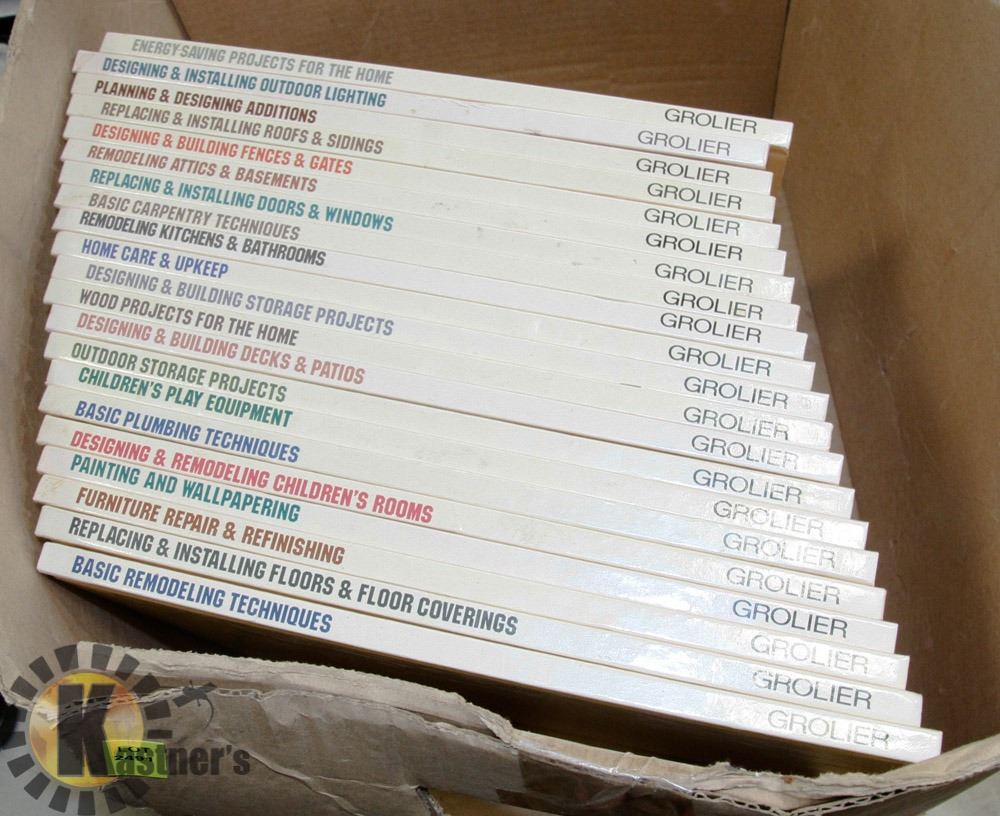 ENERGY-SAVING PROJECTS FOR THE HOME GROLIER
DESIGNING & INSTALLING OUTDOOR LIGHTING GROLIER
PLANNING & DESIGNING ADDITIONS GROLIER
REPLACING & INSTALLING ROOFS & SIDINGS GROLIER
DESIGNING & BUILDING FENCES & GATES GROLIER
REMODELING ATTICS & BASEMENTS GROLIER
REPLACING & INSTALLING DOORS & WINDOWS GROLIER
BASIC CARPENTRY TECHNIQUES GROLIER
REMODELING KITCHENS & BATHROOMS GROLIER
HOME CARE & UPKEEP GROLIER
DESIGNING & BUILDING STORAGE PROJECTS GROLIER
WOOD PROJECTS FOR THE HOME GROLIER
DESIGNING & BUILDING DECKS & PATIOS GROLIER
OUTDOOR STORAGE PROJECTS GROLIER
CHILDREN'S PLAY EQUIPMENT GROLIER
BASIC PLUMBING TECHNIQUES GROLIER
DESIGNING & REMODELING CHILDREN'S ROOMS GROLIER
PAINTING AND WALLPAPERING GROLIER
FURNITURE REPAIR & REFINISHING GROLIER
REPLACING & INSTALLING FLOORS & FLOOR COVERINGS GROLIER
BASIC REMODELING TECHNIQUES GROLIER
Kastner's
LOT
2491